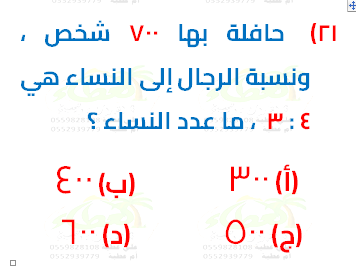 ٢١) حافلة بها ٧٠٠ شخص ،
ونسبة الرجال إلى النساء هي
٤ : ٣ ، ما عدد النساء ؟
(أ) ٣٠٠ (ب) ٤٠٠
(ج) ٥٠٠ (د) ٦٠٠